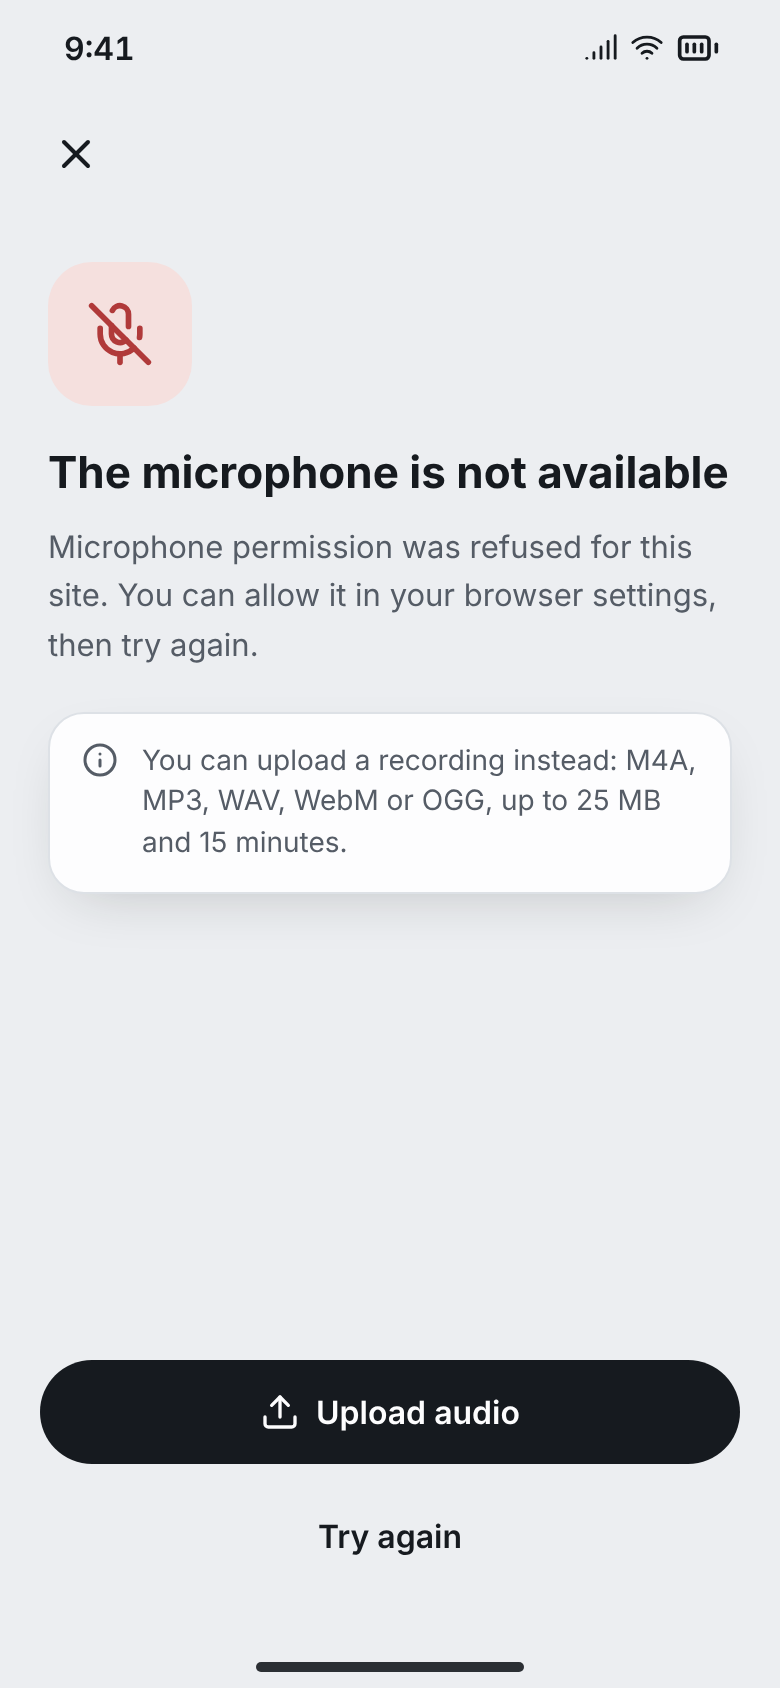 9:41
The microphone is not available
Microphone permission was refused for this
site. You can allow it in your browser settings,
then try again.
You can upload a recording instead: M4A,
MP3, WAV, WebM or OGG, up to 25 MB
and 15 minutes.
Upload audio
Try again